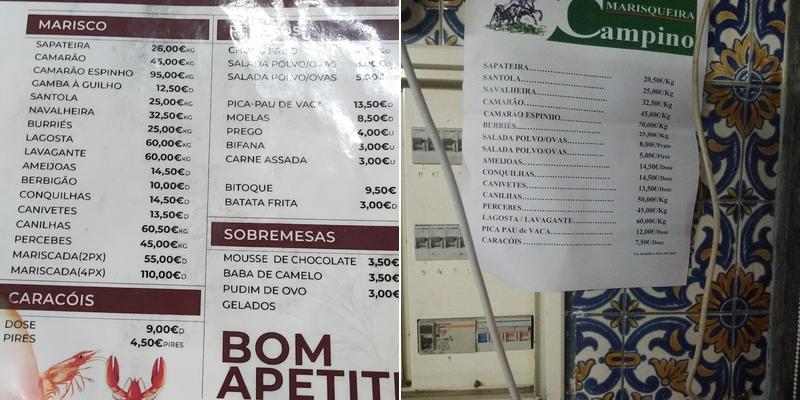 MARISCO
SAPATEIRA 26,00€KG
CAMARÃO 45,00€KG
CAMARÃO ESPINHO 95,00€KG
GAMBA À GUILHO 12,50€D
SANTOLA 25,00€KG
NAVALHEIRA 32,50€KG
BURRIÉS 25,00€KG
LAGOSTA 60,00€KG
LAVAGANTE 60,00€KG
AMEIJOAS 14,50€D
BERBIGÃO 10,00€D
CONQUILHAS 14,50€D
CANIVETES 13,50€D
CANILHAS 60,50€KG
PERCEBES 45,00€KG
MARISCADA(2PX) 55,00€D
MARISCADA(4PX) 110,00€D
CARACÓIS
DOSE 9,00€D
PIRES 4,50€PIRES
SALADA POLVO/OVAS
SALADA POLVO/OVAS
PICA-PAU DE VACA 13,50€D
MOELAS 8,50€D
PREGO 4,00€U
BIFANA 3,00€U
CARNE ASSADA 3,00€U
BITOQUE 9,50€
BATATA FRITA 3,00€D
SOBREMESAS
MOUSSE DE CHOCOLATE 3,50€
BABA DE CAMELO 3,50€
PUDIM DE OVO 3,00€
GELADOS
BOM
APETIT
MARISQUEIRA
Campino
SAPATEIRA 20,50€/Kg
SANTOLA 25,00€/Kg
NAVALHEIRA 32,50€/Kg
CAMARÃO 45,00€/Kg
CAMARÃO ESPINHO 70,00€/Kg
BURRIÉS 25,00€/Kg
SALADA POLVO/OVAS 8,00€/Prato
SALADA POLVO/OVAS 5,00€/Pires
AMEIJOAS 14,50€/Dose
CONQUILHAS 14,50€/Dose
CANIVETES 13,50€/Dose
CANILHAS 50,00€/Kg
PERCEBES 45,00€/Kg
LAGOSTA / LAVAGANTE 60,00€/Kg
PICA PAU de VACA 12,00€/Dose
CARACÓIS 7,50€/Dose